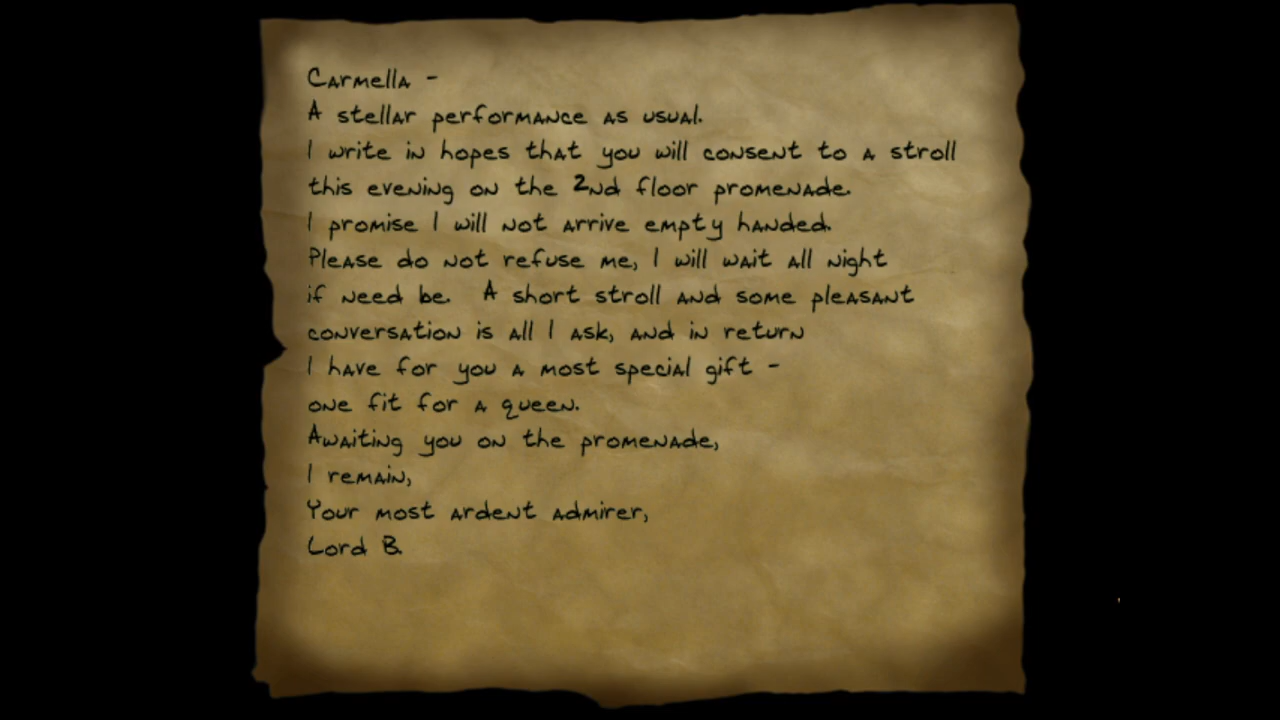 Carmella -
A stellar performance as usual.
I write in hopes that you will consent to a stroll
this evening on the 2nd floor promenade.
I promise I will not arrive empty handed.
Please do not refuse me, I will wait all night
if need be. A short stroll and some pleasant
conversation is all I ask, and in return
I have for you a most special gift -
one fit for a queen.
Awaiting you on the promenade,
I remain,
Your most ardent admirer,
Lord B.